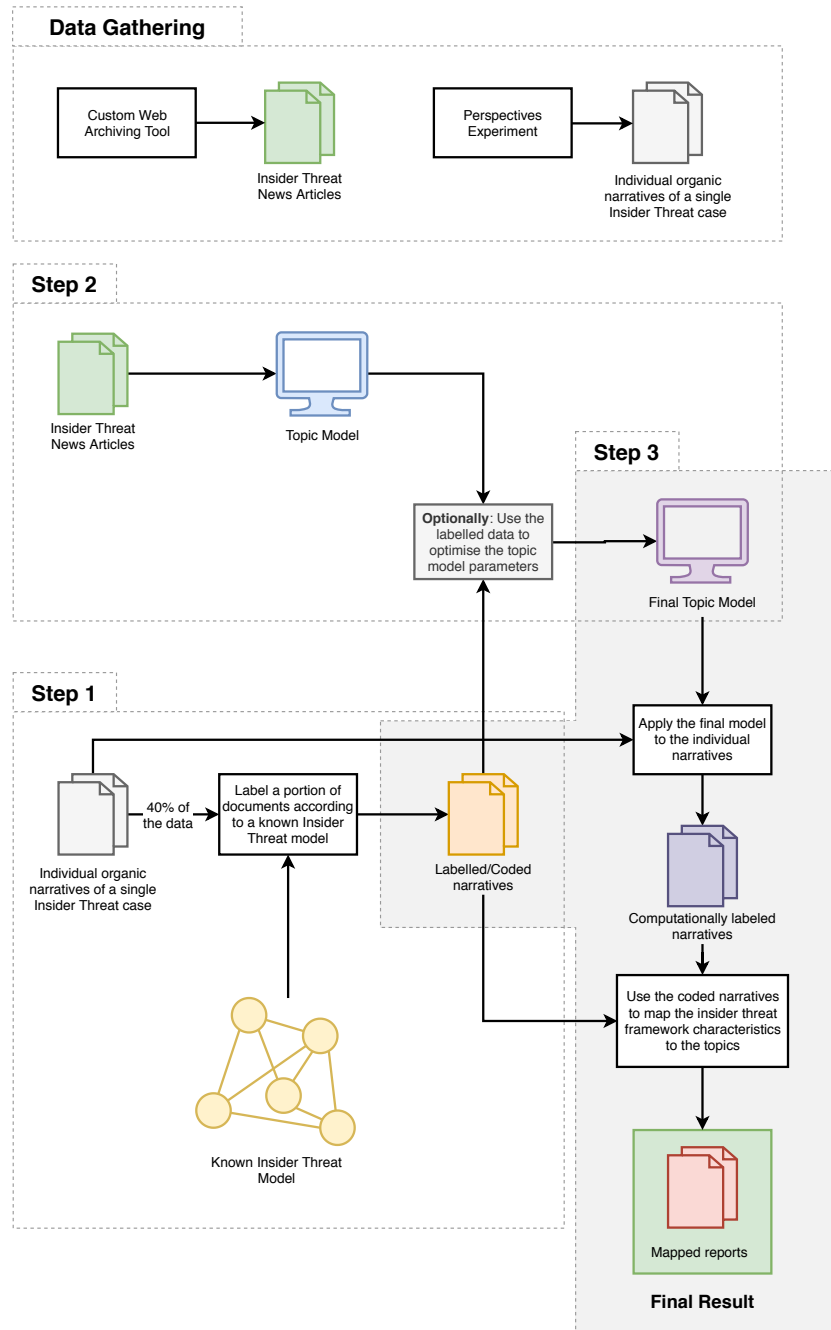 Data Gathering
Custom Web
Archiving Tool
Insider Threat
News Articles
Perspectives
Experiment
Individual organic
narratives of a single
Insider Threat case
Step 2
Insider Threat
News Articles
Topic Model
Optionally: Use the
labelled data to
optimise the topic
model parameters
Step 3
Final Topic Model
Step 1
Individual organic
narratives of a single
Insider Threat case
40% of
the data
Label a portion of
documents according
to a known Insider
Threat model
Labelled/Coded
narratives
Known Insider Threat
Model
Apply the final model
to the individual
narratives
Computationally labeled
narratives
Use the coded narratives
to map the insider threat
framework characteristics
to the topics
Mapped reports
Final Result